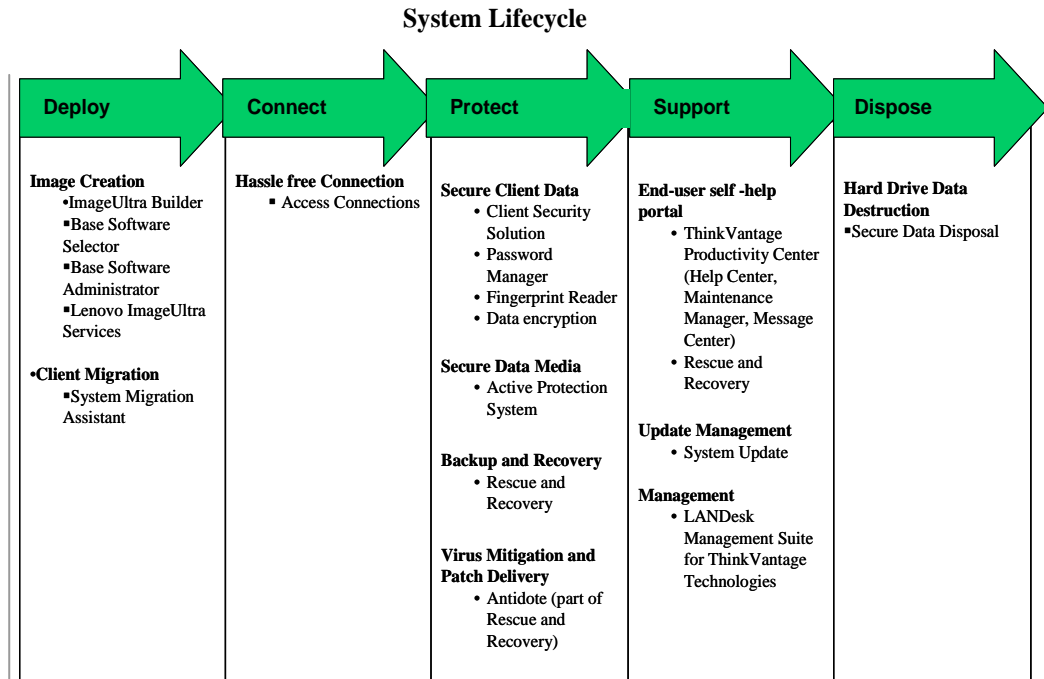 System Lifecycle
Deploy
Connect
Protect
Support
Dispose
Image Creation
•ImageUltra Builder
▪Base Software
Selector
▪Base Software
Administrator
▪Lenovo ImageUltra
Services
•Client Migration
▪System Migration
Assistant
Hassle free Connection
▪ Access Connections
Secure Client Data
• Client Security
Solution
• Password
Manager
• Fingerprint Reader
• Data encryption
Secure Data Media
• Active Protection
System
Backup and Recovery
• Rescue and
Recovery
Virus Mitigation and
Patch Delivery
• Antidote (part of
Rescue and
Recovery)
End-user self -help
portal
• ThinkVantage
Productivity Center
(Help Center,
Maintenance
Manager, Message
Center)
• Rescue and
Recovery
Update Management
• System Update
Management
• LANDesk
Management Suite
for ThinkVantage
Technologies
Hard Drive Data
Destruction
▪Secure Data Disposal